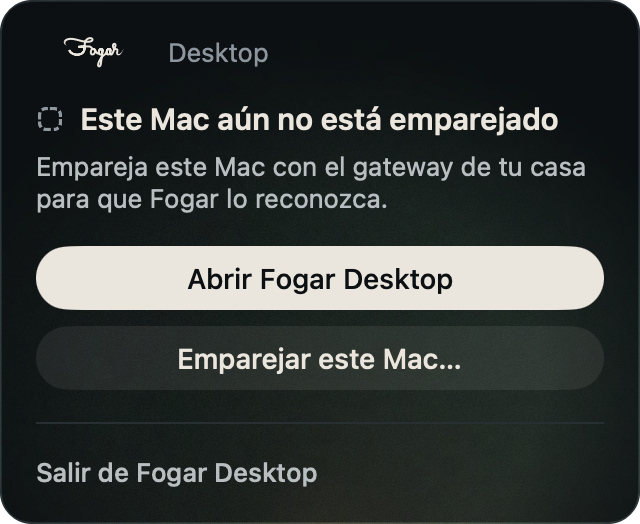 Fogar Desktop
Este Mac aún no está emparejado
Empareja este Mac con el gateway de tu casa
para que Fogar lo reconozca.
Abrir Fogar Desktop
Emparejar este Mac...
Salir de Fogar Desktop